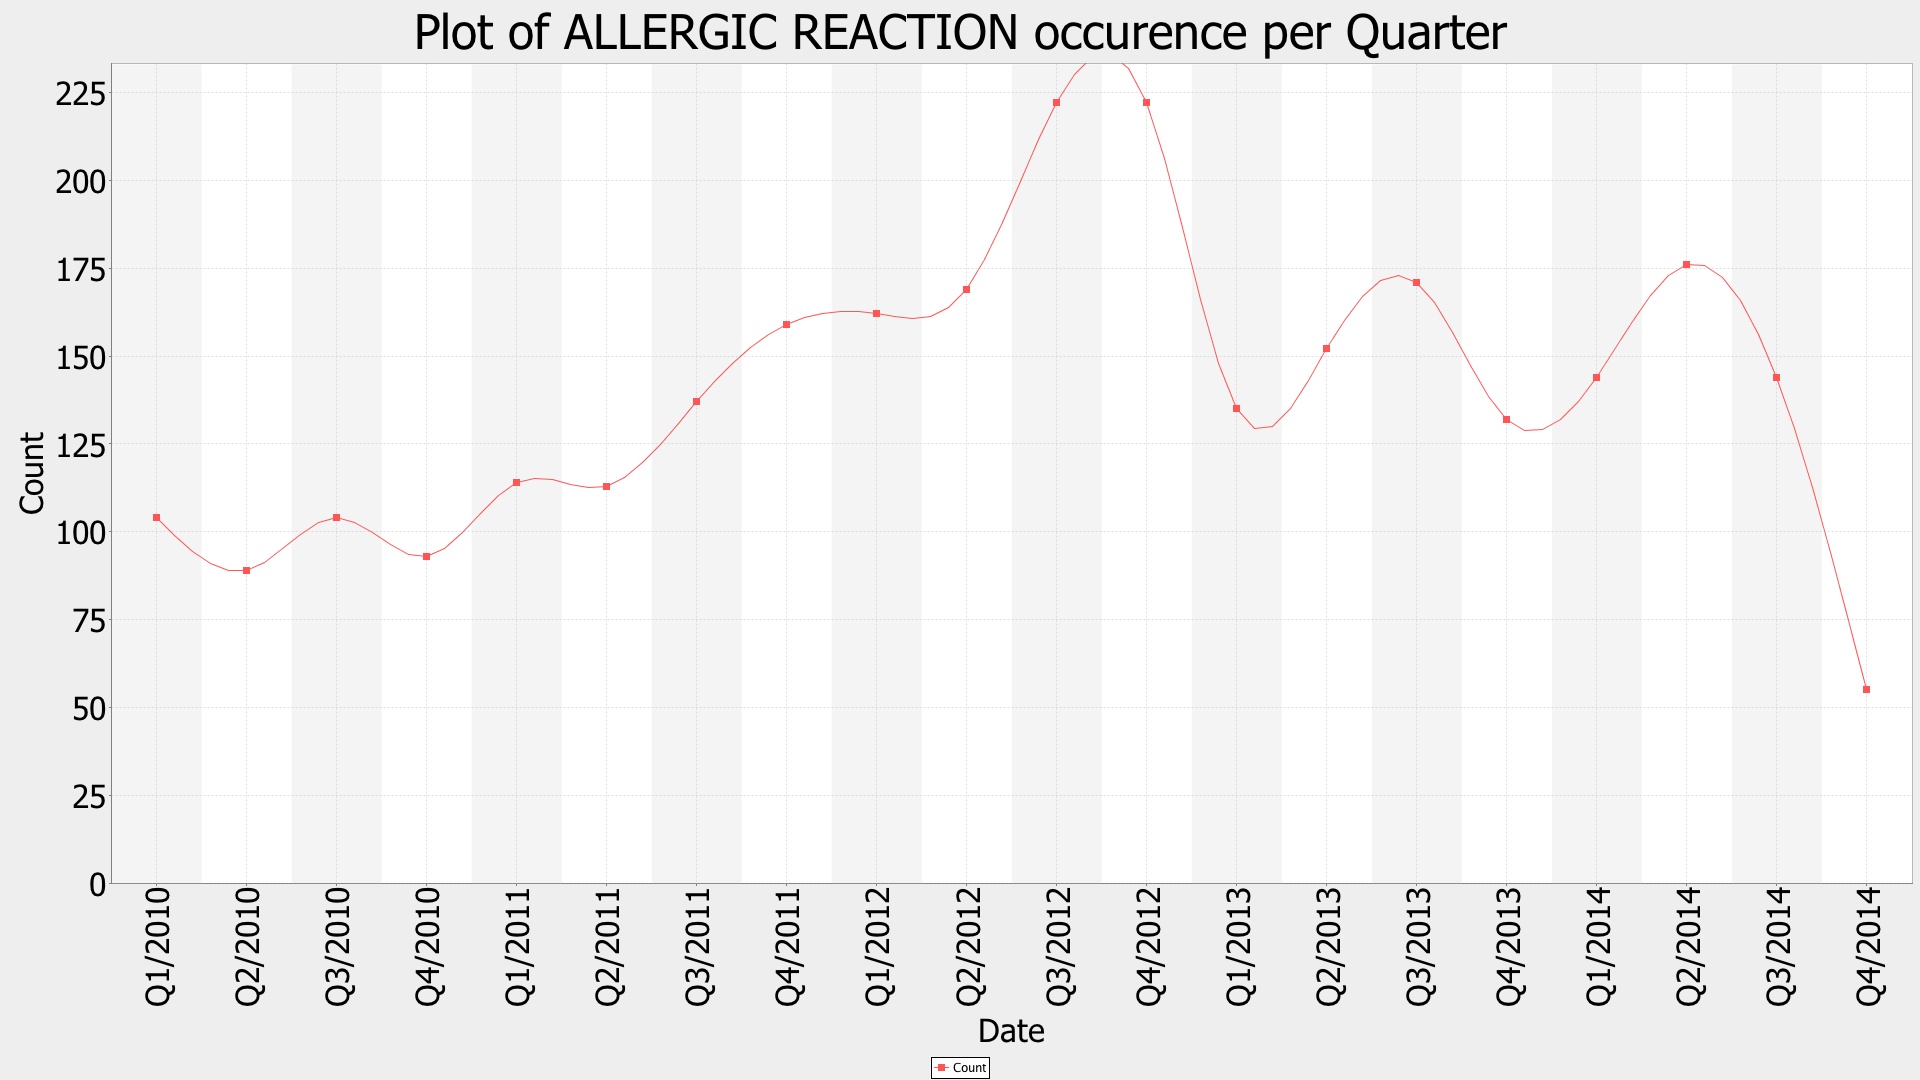 Plot of ALLERGIC REACTION occurence per Quarter
225
200
175
150
125
100
75
50
25
0
Count
Q1/2010
Q2/2010
Q3/2010
Q4/2010
Q1/2011
Q2/2011
Q3/2011
Q4/2011
Q1/2012
Q2/2012
Q3/2012
Q4/2012
Q1/2013
Q2/2013
Q3/2013
Q4/2013
Q1/2014
Q2/2014
Q3/2014
Q4/2014
Date
Count